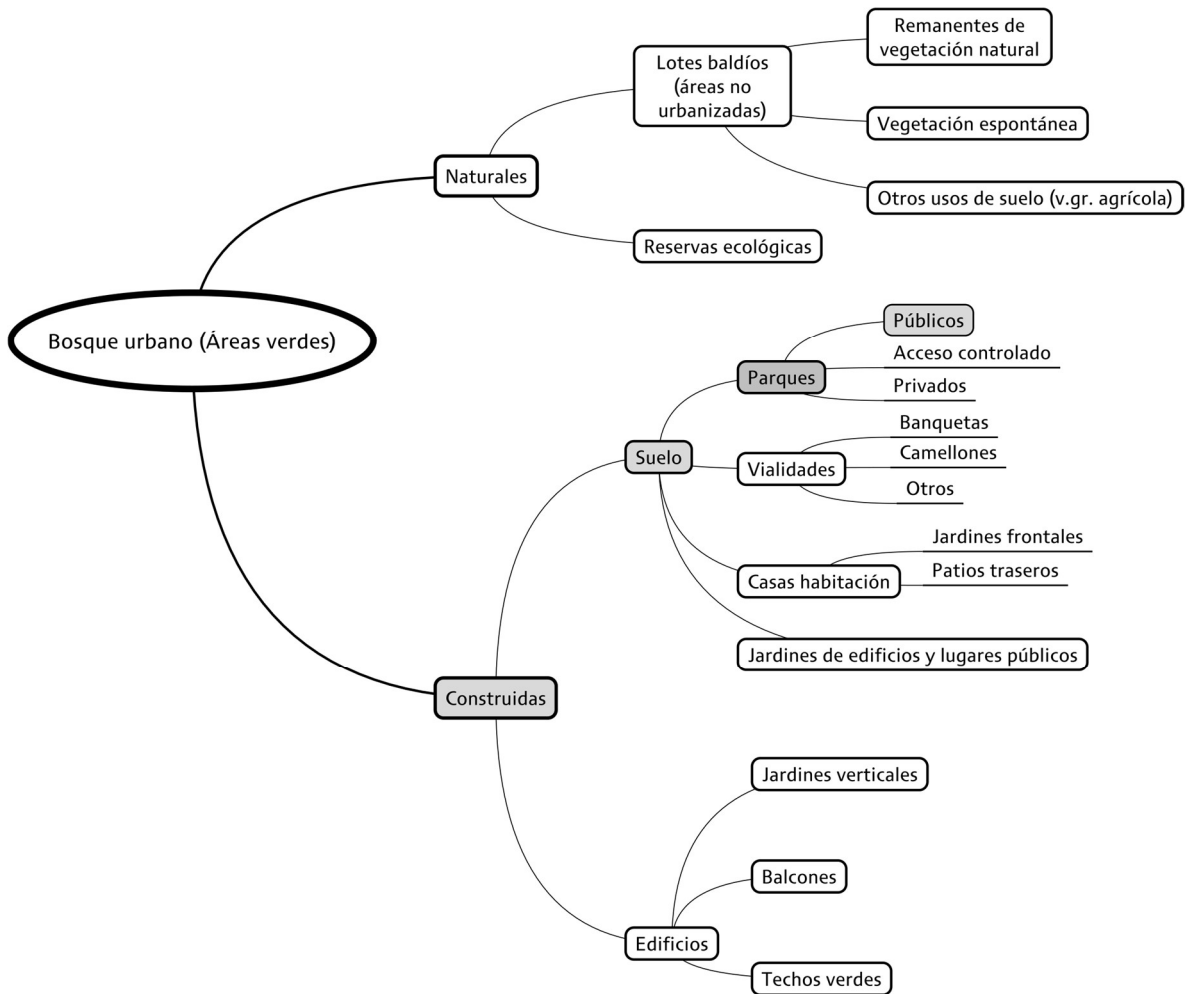 Remanentes de
vegetación natural
Lotes baldíos
(áreas no
urbanizadas)
Vegetación espontánea
Naturales
Otros usos de suelo (v.gr. agrícola)
Reservas ecológicas
Bosque urbano (Áreas verdes)
Públicos
Acceso controlado
Parques
Privados
Banquetas
Suelo
Camellones
Vialidades
Otros
Jardines frontales
Casas habitación
Patios traseros
Jardines de edificios y lugares públicos
Construidas
Jardines verticales
Balcones
Edificios
Techos verdes